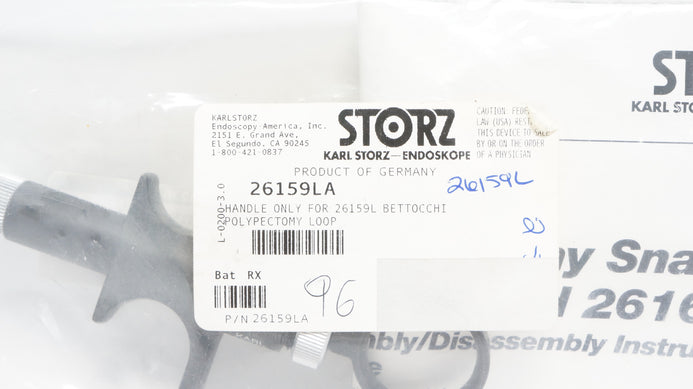 KARLSTORZ
Endoscopy-America, Inc.
2151 E. Grand Ave,
El Segundo, CA 90245
1-800-421-0837
STORZ
KARL STORZ—ENDOSKOPE
CAUTION: FEDE
LAW (USA) REST
THIS DEVICE TO SALE
BY OR ON THE ORDER
OF A PHYSICIAN
PRODUCT OF GERMANY
26159LA
26159L
HANDLE ONLY FOR 26159L BETTOCCHI
POLYPECTOMY LOOP
L-0200-3.0
Bat RX
96
P/N 26159LA
ST
KARL STOR
y Sna
2616
bly/Disassembly Instru
KARL